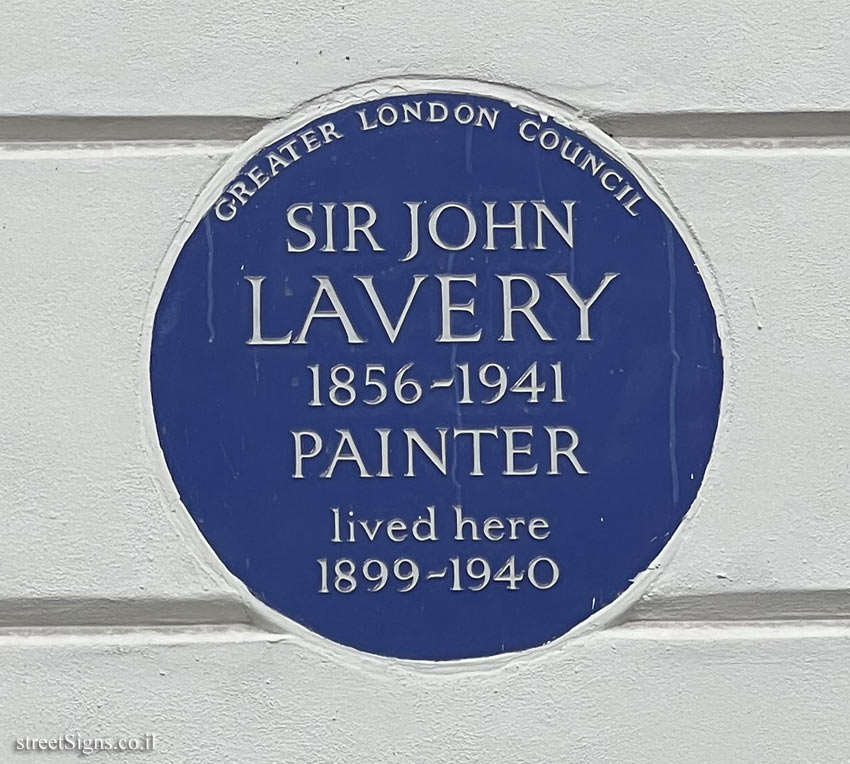 GREATER LONDON COUNCIL
SIR JOHN
LAVERY
1856-1941
PAINTER
lived here
1899-1940
streetSigns.co.il